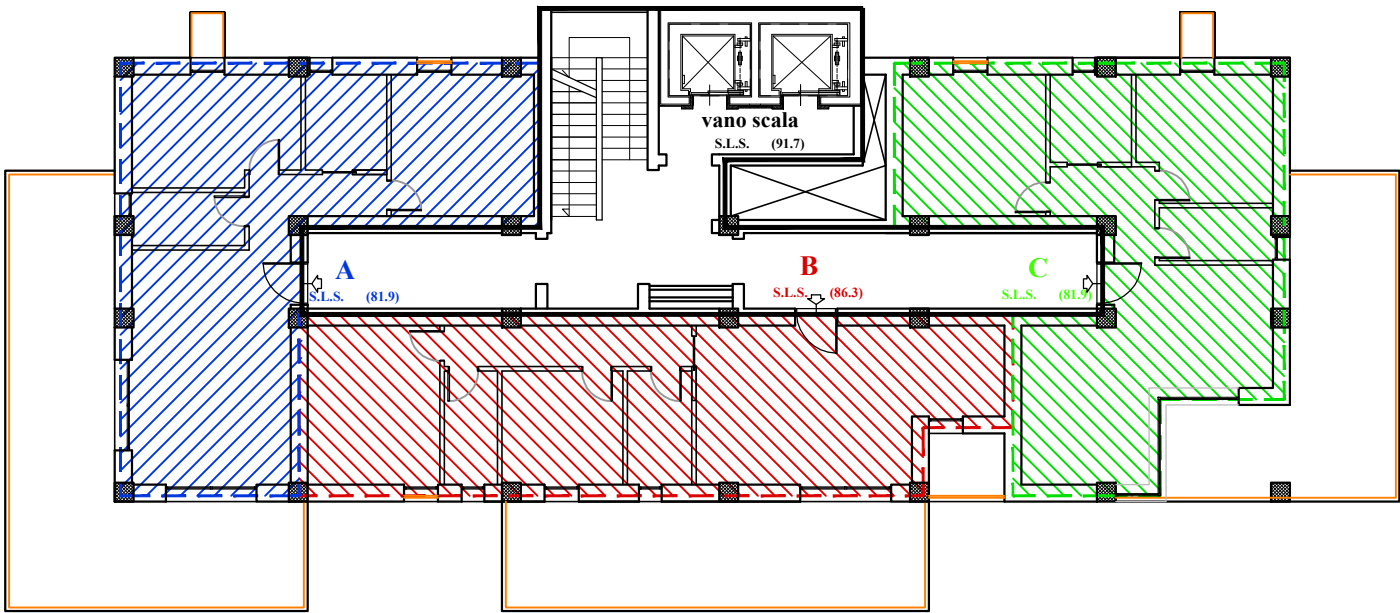 vano scala
S.L.S. (91.7)
A
S.L.S. (81.9)
B
S.L.S. (86.3)
C
S.L.S. (81.9)